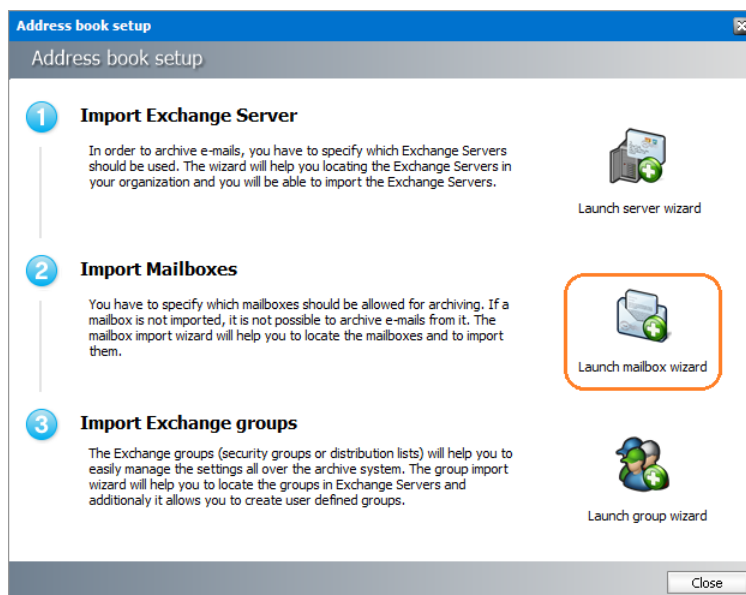 Address book setup
Address book setup
1
Import Exchange Server
In order to archive e-mails, you have to specify which Exchange Servers
should be used. The wizard will help you locating the Exchange Servers in
your organization and you will be able to import the Exchange Servers.
Launch server wizard
2
Import Mailboxes
You have to specify which mailboxes should be allowed for archiving. If a
mailbox is not imported, it is not possible to archive e-mails from it. The
mailbox import wizard will help you to locate the mailboxes and to import
them.
Launch mailbox wizard
3
Import Exchange groups
The Exchange groups (security groups or distribution lists) will help you to
easily manage the settings all over the archive system. The group import
wizard will help you to locate the groups in Exchange Servers and
additionaly it allows you to create user defined groups.
Launch group wizard
Close